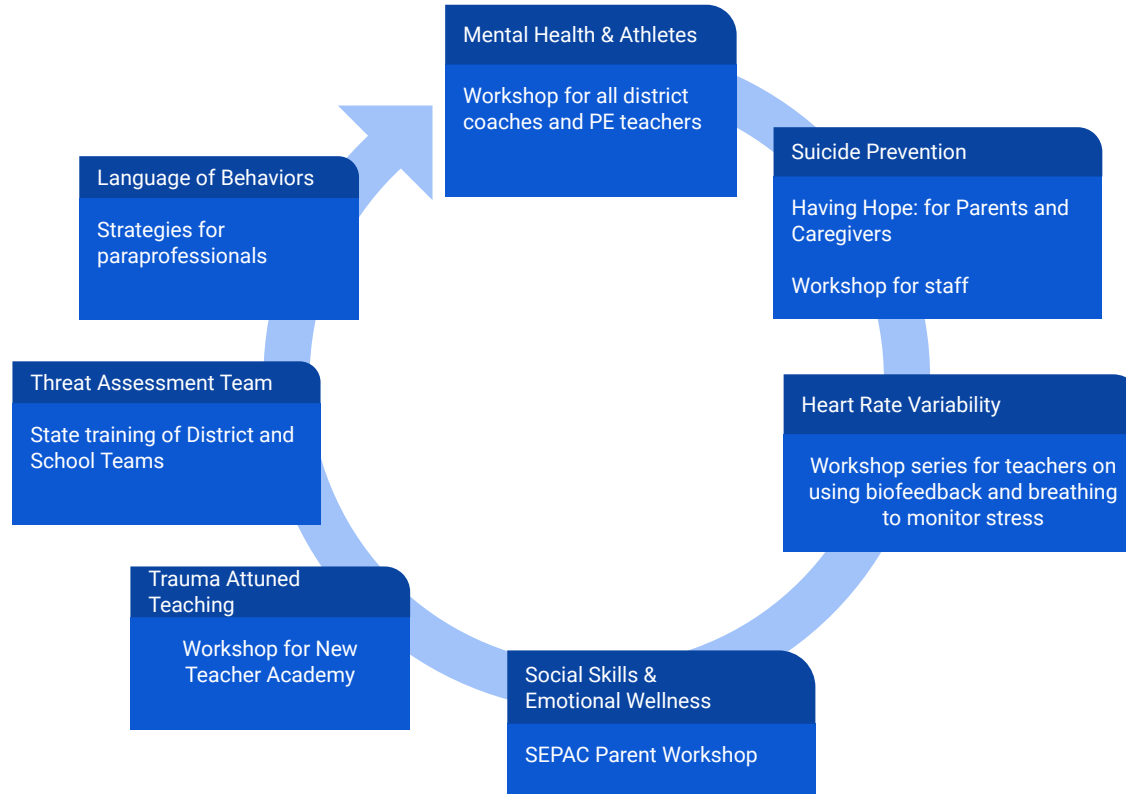 Mental Health & Athletes
Workshop for all district
coaches and PE teachers
Suicide Prevention
Having Hope: for Parents and
Caregivers
Workshop for staff
Heart Rate Variability
Workshop series for teachers on
using biofeedback and breathing
to monitor stress
Social Skills &
Emotional Wellness
SEPAC Parent Workshop
Trauma Attuned
Teaching
Workshop for New
Teacher Academy
Threat Assessment Team
State training of District and
School Teams
Language of Behaviors
Strategies for
paraprofessionals